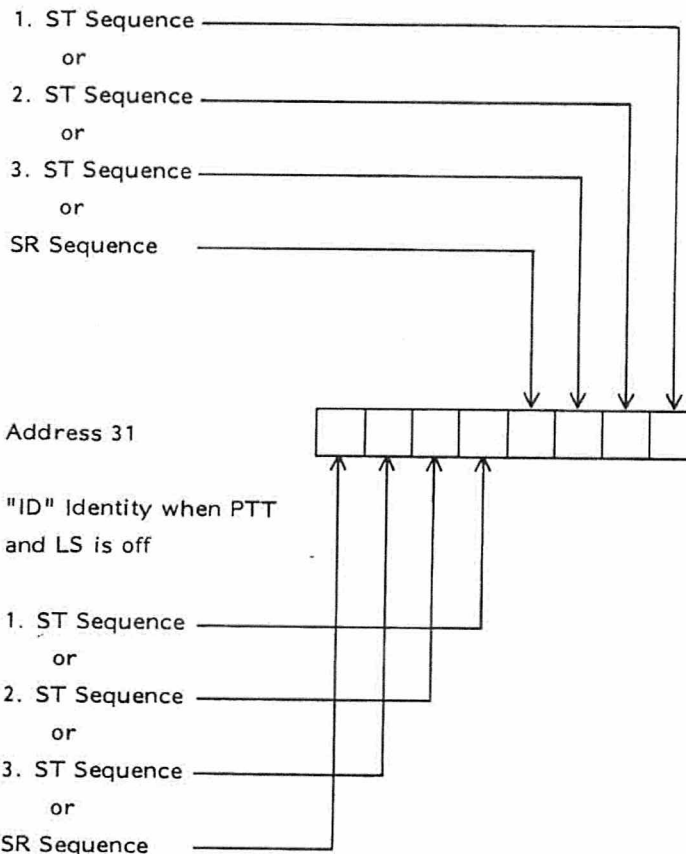 1. ST Sequence
or
2. ST Sequence
or
3. ST Sequence
or
SR Sequence
Address 31
"ID" Identity when PTT
and LS is off
1. ST Sequence
or
2. ST Sequence
or
3. ST Sequence
or
SR Sequence